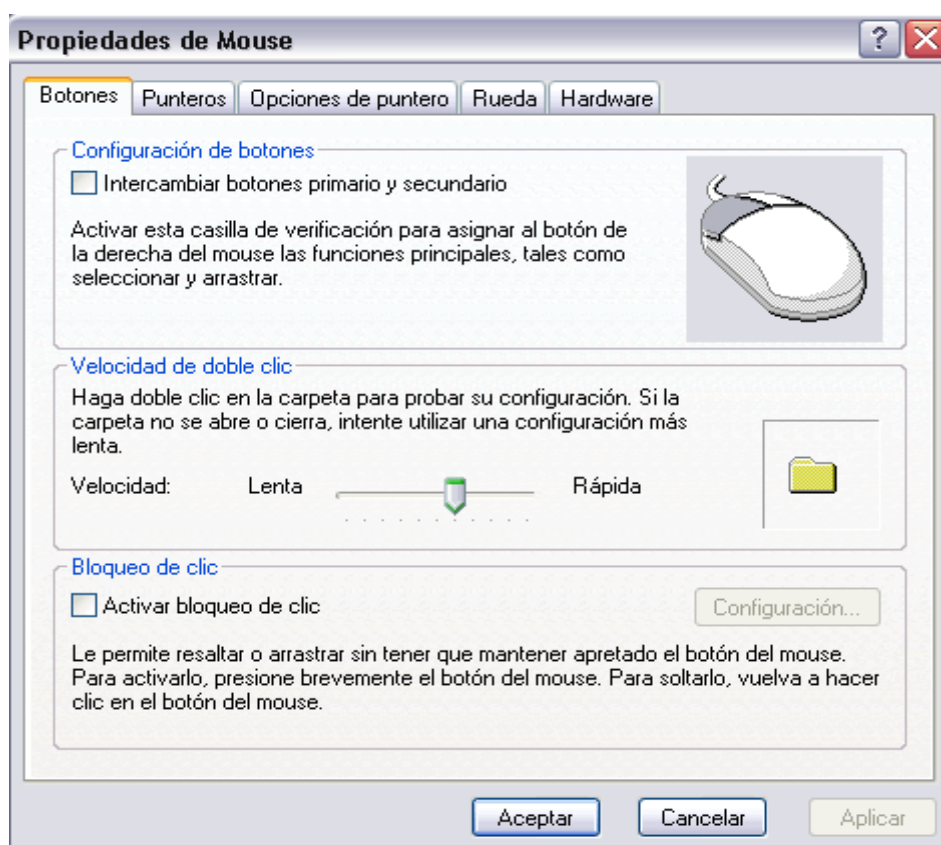 Propiedades de Mouse
?
Botones Punteros Opciones de puntero Rueda Hardware
Configuración de botones
Intercambiar botones primario y secundario
Activar esta casilla de verificación para asignar al botón de
la derecha del mouse las funciones principales, tales como
seleccionar y arrastrar.
Velocidad de doble clic
Haga doble clic en la carpeta para probar su configuración. Si la
carpeta no se abre o cierra, intente utilizar una configuración más
lenta.
Velocidad: Lenta Rápida
Bloqueo de clic
Activar bloqueo de clic
Configuración...
Le permite resaltar o arrastrar sin tener que mantener apretado el botón del mouse.
Para activarlo, presione brevemente el botón del mouse. Para soltarlo, vuelva a hacer
clic en el botón del mouse.
Aceptar Cancelar Aplicar